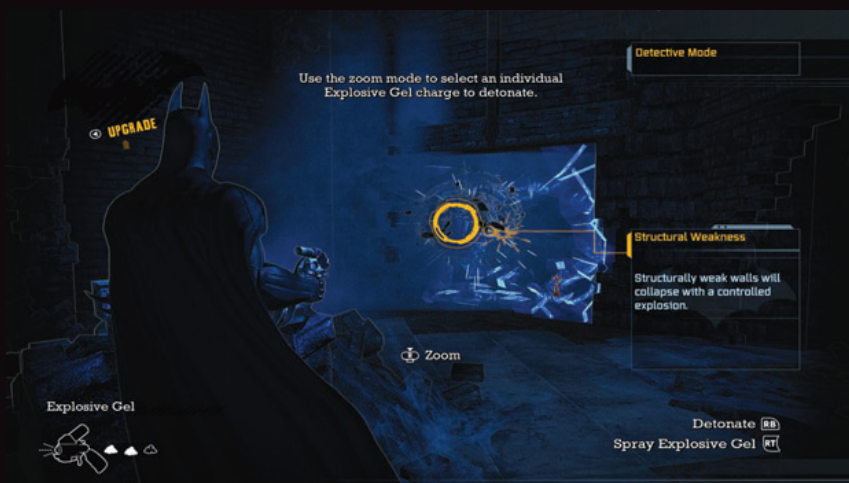 Detective Mode
Use the zoom mode to select an individual
Explosive Gel charge to detonate.
UPGRADE
Structural Weakness
Structurally weak walls will
collapse with a controlled
explosion.
Zoom
Explosive Gel
Detonate RB
Spray Explosive Gel RT